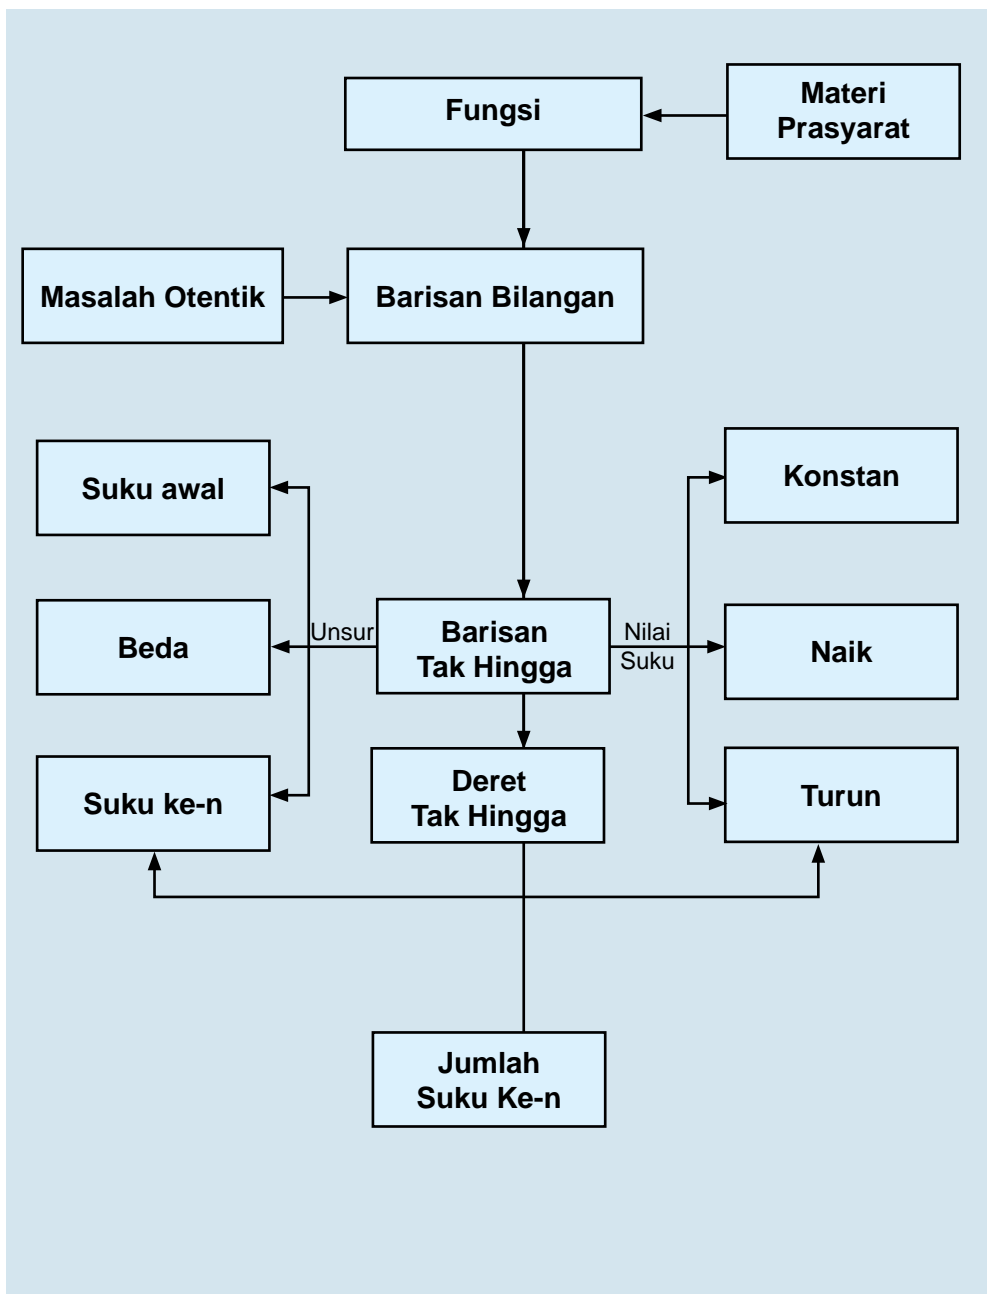 Fungsi
Materi
Prasyarat
Masalah Otentik
Barisan Bilangan
Suku awal
Konstan
Beda
Unsur
Barisan
Tak Hingga
Nilai
Suku
Naik
Suku ke-n
Deret
Tak Hingga
Turun
Jumlah
Suku Ke-n